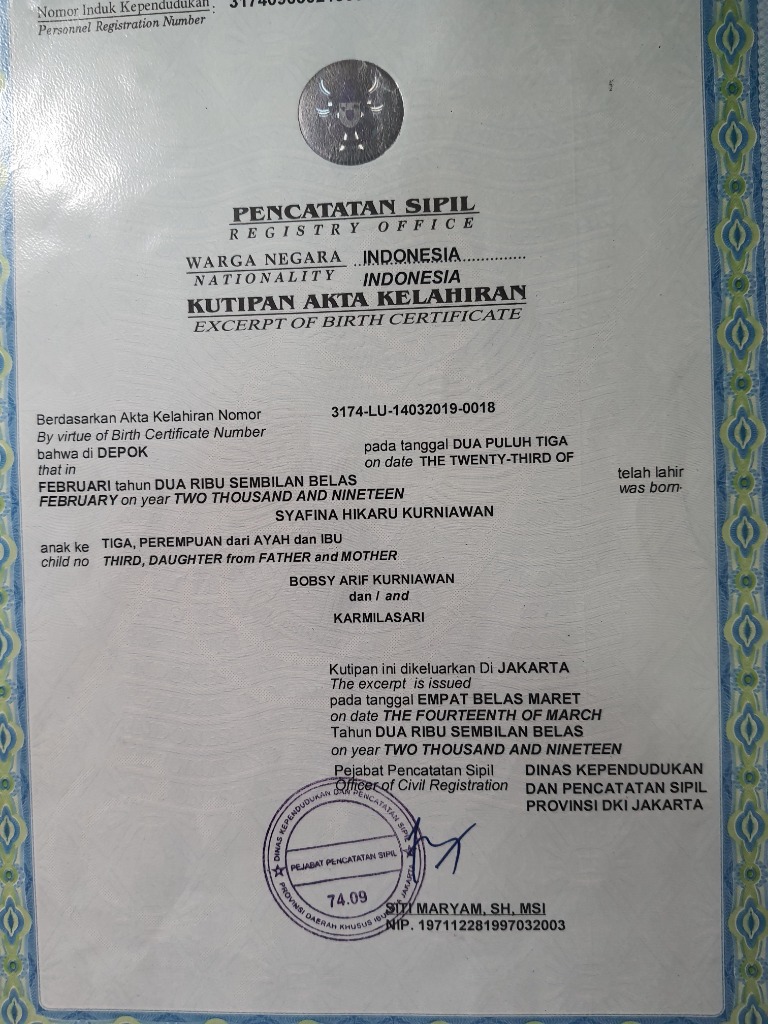 Nomor Induk Kependudukan :
Personnel Registration Number
PENCATATAN SIPIL
REGISTRY OFFICE
WARGA NEGARA ..INDONESIA.............
NATIONALITY INDONESIA
KUTIPAN AKTA KELAHIRAN
EXCERPT OF BIRTH CERTIFICATE
Berdasarkan Akta Kelahiran Nomor 3174-LU-14032019-0018
By virtue of Birth Certificate Number
bahwa di DEPOK pada tanggal DUA PULUH TIGA
that in on date THE TWENTY-THIRD OF
FEBRUARI tahun DUA RIBU SEMBILAN BELAS telah lahir
FEBRUARY on year TWO THOUSAND AND NINETEEN was born
SYAFINA HIKARU KURNIAWAN
anak ke TIGA, PEREMPUAN dari AYAH dan IBU
child no THIRD, DAUGHTER from FATHER and MOTHER
BOBSY ARIF KURNIAWAN
dan / and
KARMILASARI
Kutipan ini dikeluarkan Di JAKARTA
The excerpt is issued
pada tanggal EMPAT BELAS MARET
on date THE FOURTEENTH OF MARCH
Tahun DUA RIBU SEMBILAN BELAS
on year TWO THOUSAND AND NINETEEN
Pejabat Pencatatan Sipil DINAS KEPENDUDUKAN
Officer of Civil Registration DAN PENCATATAN SIPIL
PROVINSI DKI JAKARTA
DINAS KEPENDUDUKAN DAN PENCATATAN SIPIL
PEJABAT PENCATATAN SIPIL
74.09
PROVINSI DAERAH KHUSUS IBUKOTA JAKARTA
SITI MARYAM, SH, MSI
NIP. 197112281997032003